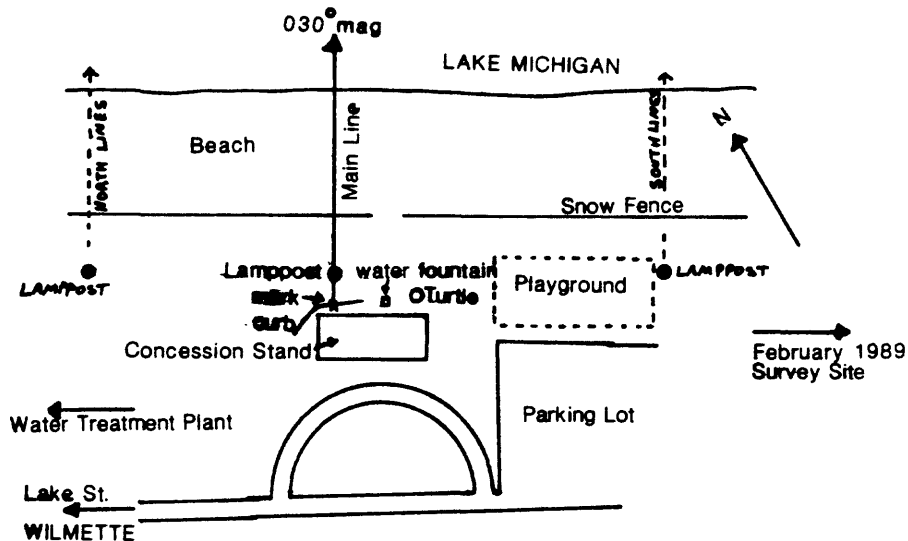 030° mag
LAKE MICHIGAN
NORTH LINES
Beach
Main Line
SOUTH LINES
N
Snow Fence
LAMPPOST
Lamppost
water fountain
Turtle
Playground
LAMPPOST
mark
curb
Concession Stand
February 1989
Survey Site
Water Treatment Plant
Parking Lot
Lake St.
WILMETTE